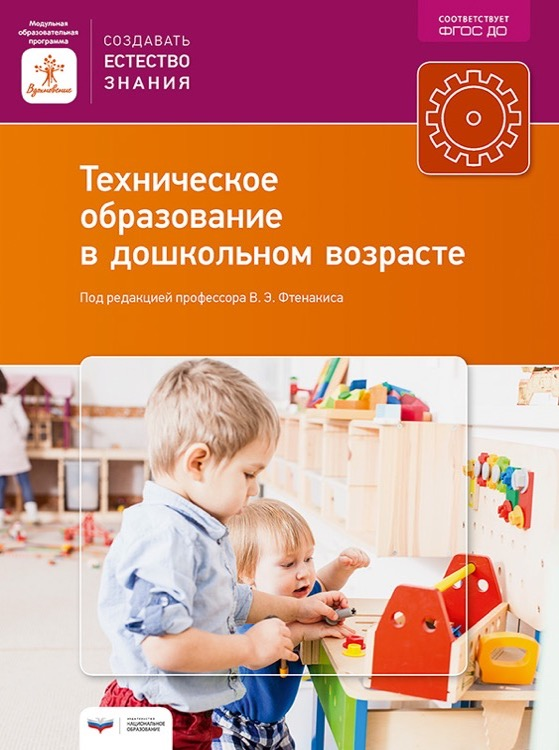 Модульная
образовательная
программа
Вдохновение
СОЗДАВАТЬ
ЕСТЕСТВО
ЗНАНИЯ
СООТВЕТСТВУЕТ
ФГОС ДО
Техническое
образование
в дошкольном возрасте
Под редакцией профессора В. Э. Фтенакиса
ИЗДАТЕЛЬСТВО
НАЦИОНАЛЬНОЕ
ОБРАЗОВАНИЕ